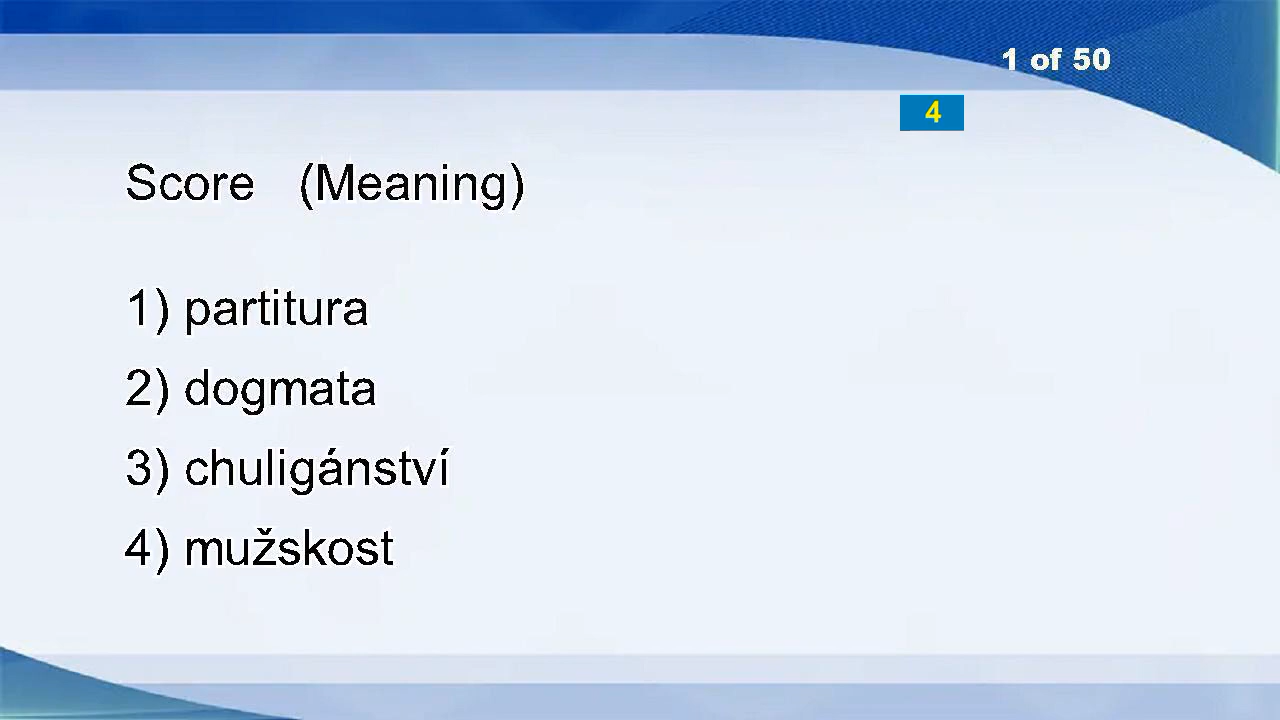 1 of 50
4
Score (Meaning)
1) partitura
2) dogmata
3) chuligánství
4) mužskost